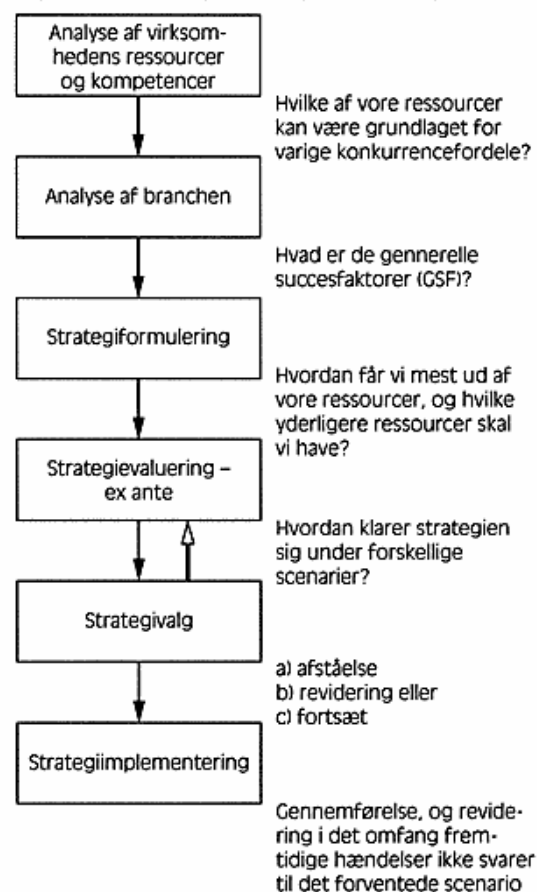 Analyse af virksom-
hedens ressourcer
og kompetencer
Hvilke af vore ressourcer
kan være grundlaget for
varige konkurrencefordele?
Analyse af branchen
Hvad er de gennerelle
succesfaktorer (GSF)?
Strategiformulering
Hvordan får vi mest ud af
vore ressourcer, og hvilke
yderligere ressourcer skal
vi have?
Strategievaluering –
ex ante
Hvordan klarer strategien
sig under forskellige
scenarier?
Strategivalg
a) afståelse
b) revidering eller
c) fortsæt
Strategiimplementering
Gennemførelse, og revide-
ring i det omfang frem-
tidige hændelser ikke svarer
til det forventede scenario